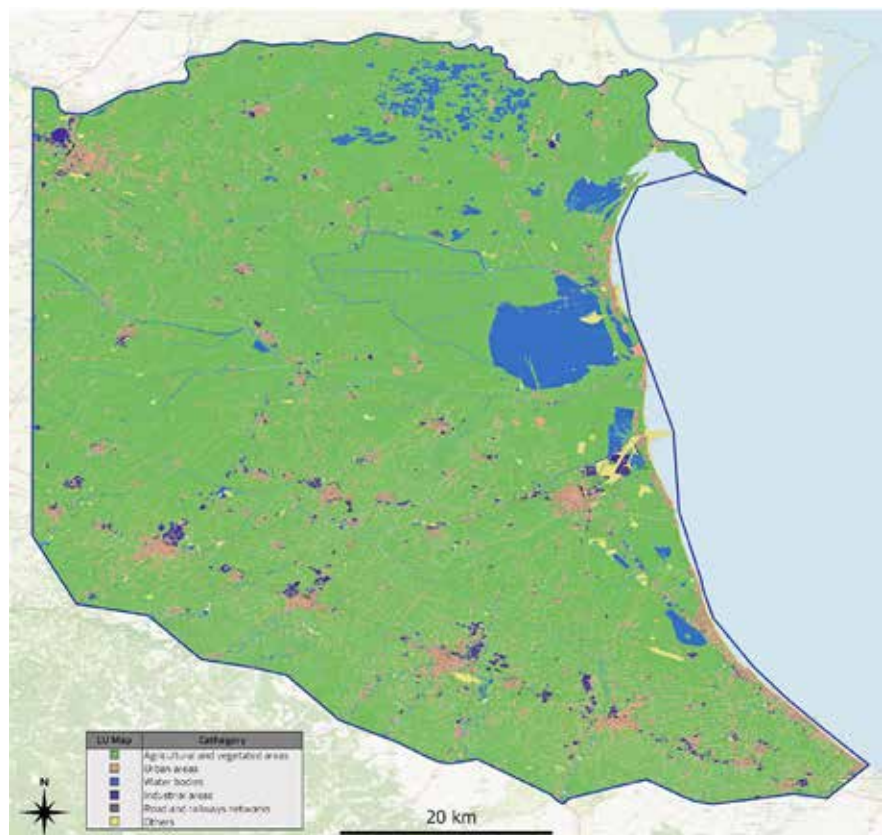 LU Map Cathegory
Agricultural and vegetated areas
Urban areas
Water bodies
Industrial areas
Road and railways networks
Others
N
20 km